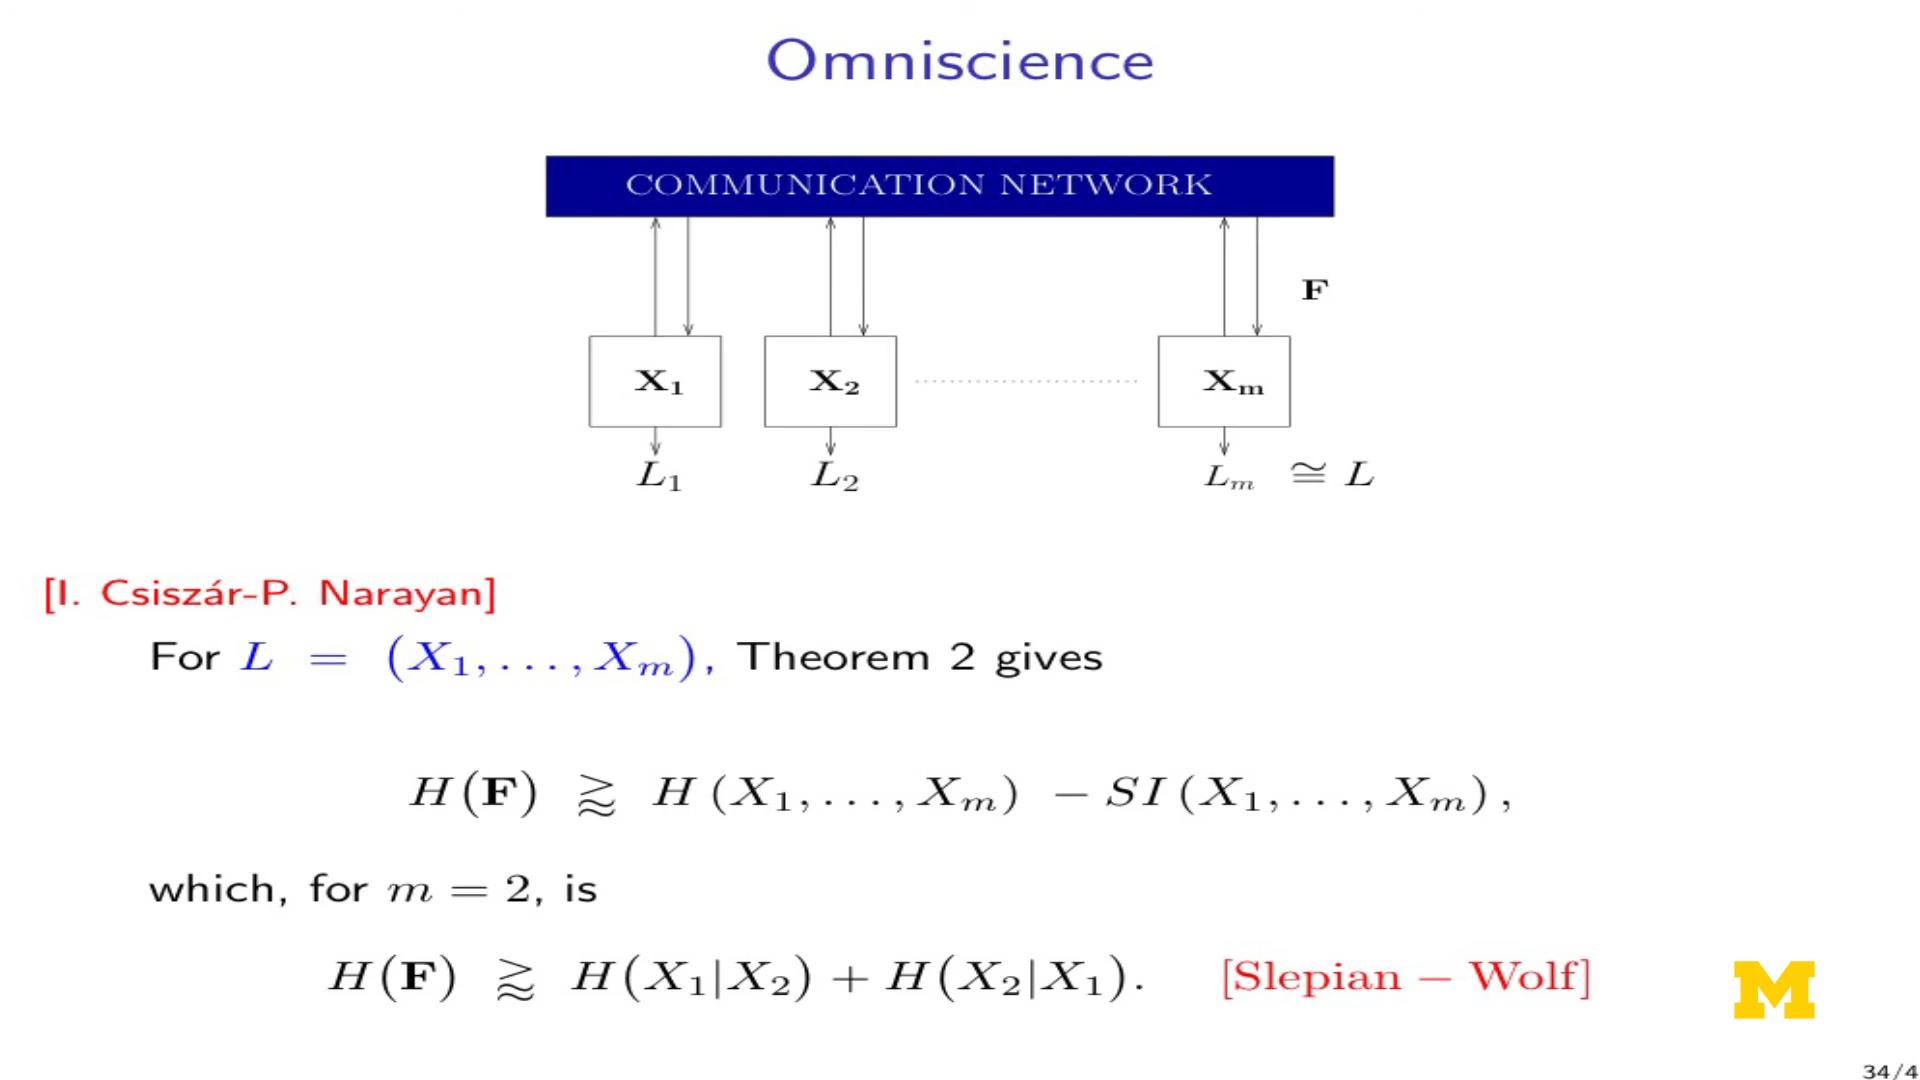 Omniscience
COMMUNICATION NETWORK
F
X₁ X₂ Xₘ
L₁ L₂ Lₘ ≅ L
[I. Csiszár-P. Narayan]
For L = (X₁, . . . , Xₘ), Theorem 2 gives
H(F) ⪆ H (X₁, . . . , Xₘ) − SI (X₁, . . . , Xₘ) ,
which, for m = 2, is
H(F) ⪆ H(X₁|X₂) + H(X₂|X₁). [Slepian − Wolf]
M
34/4